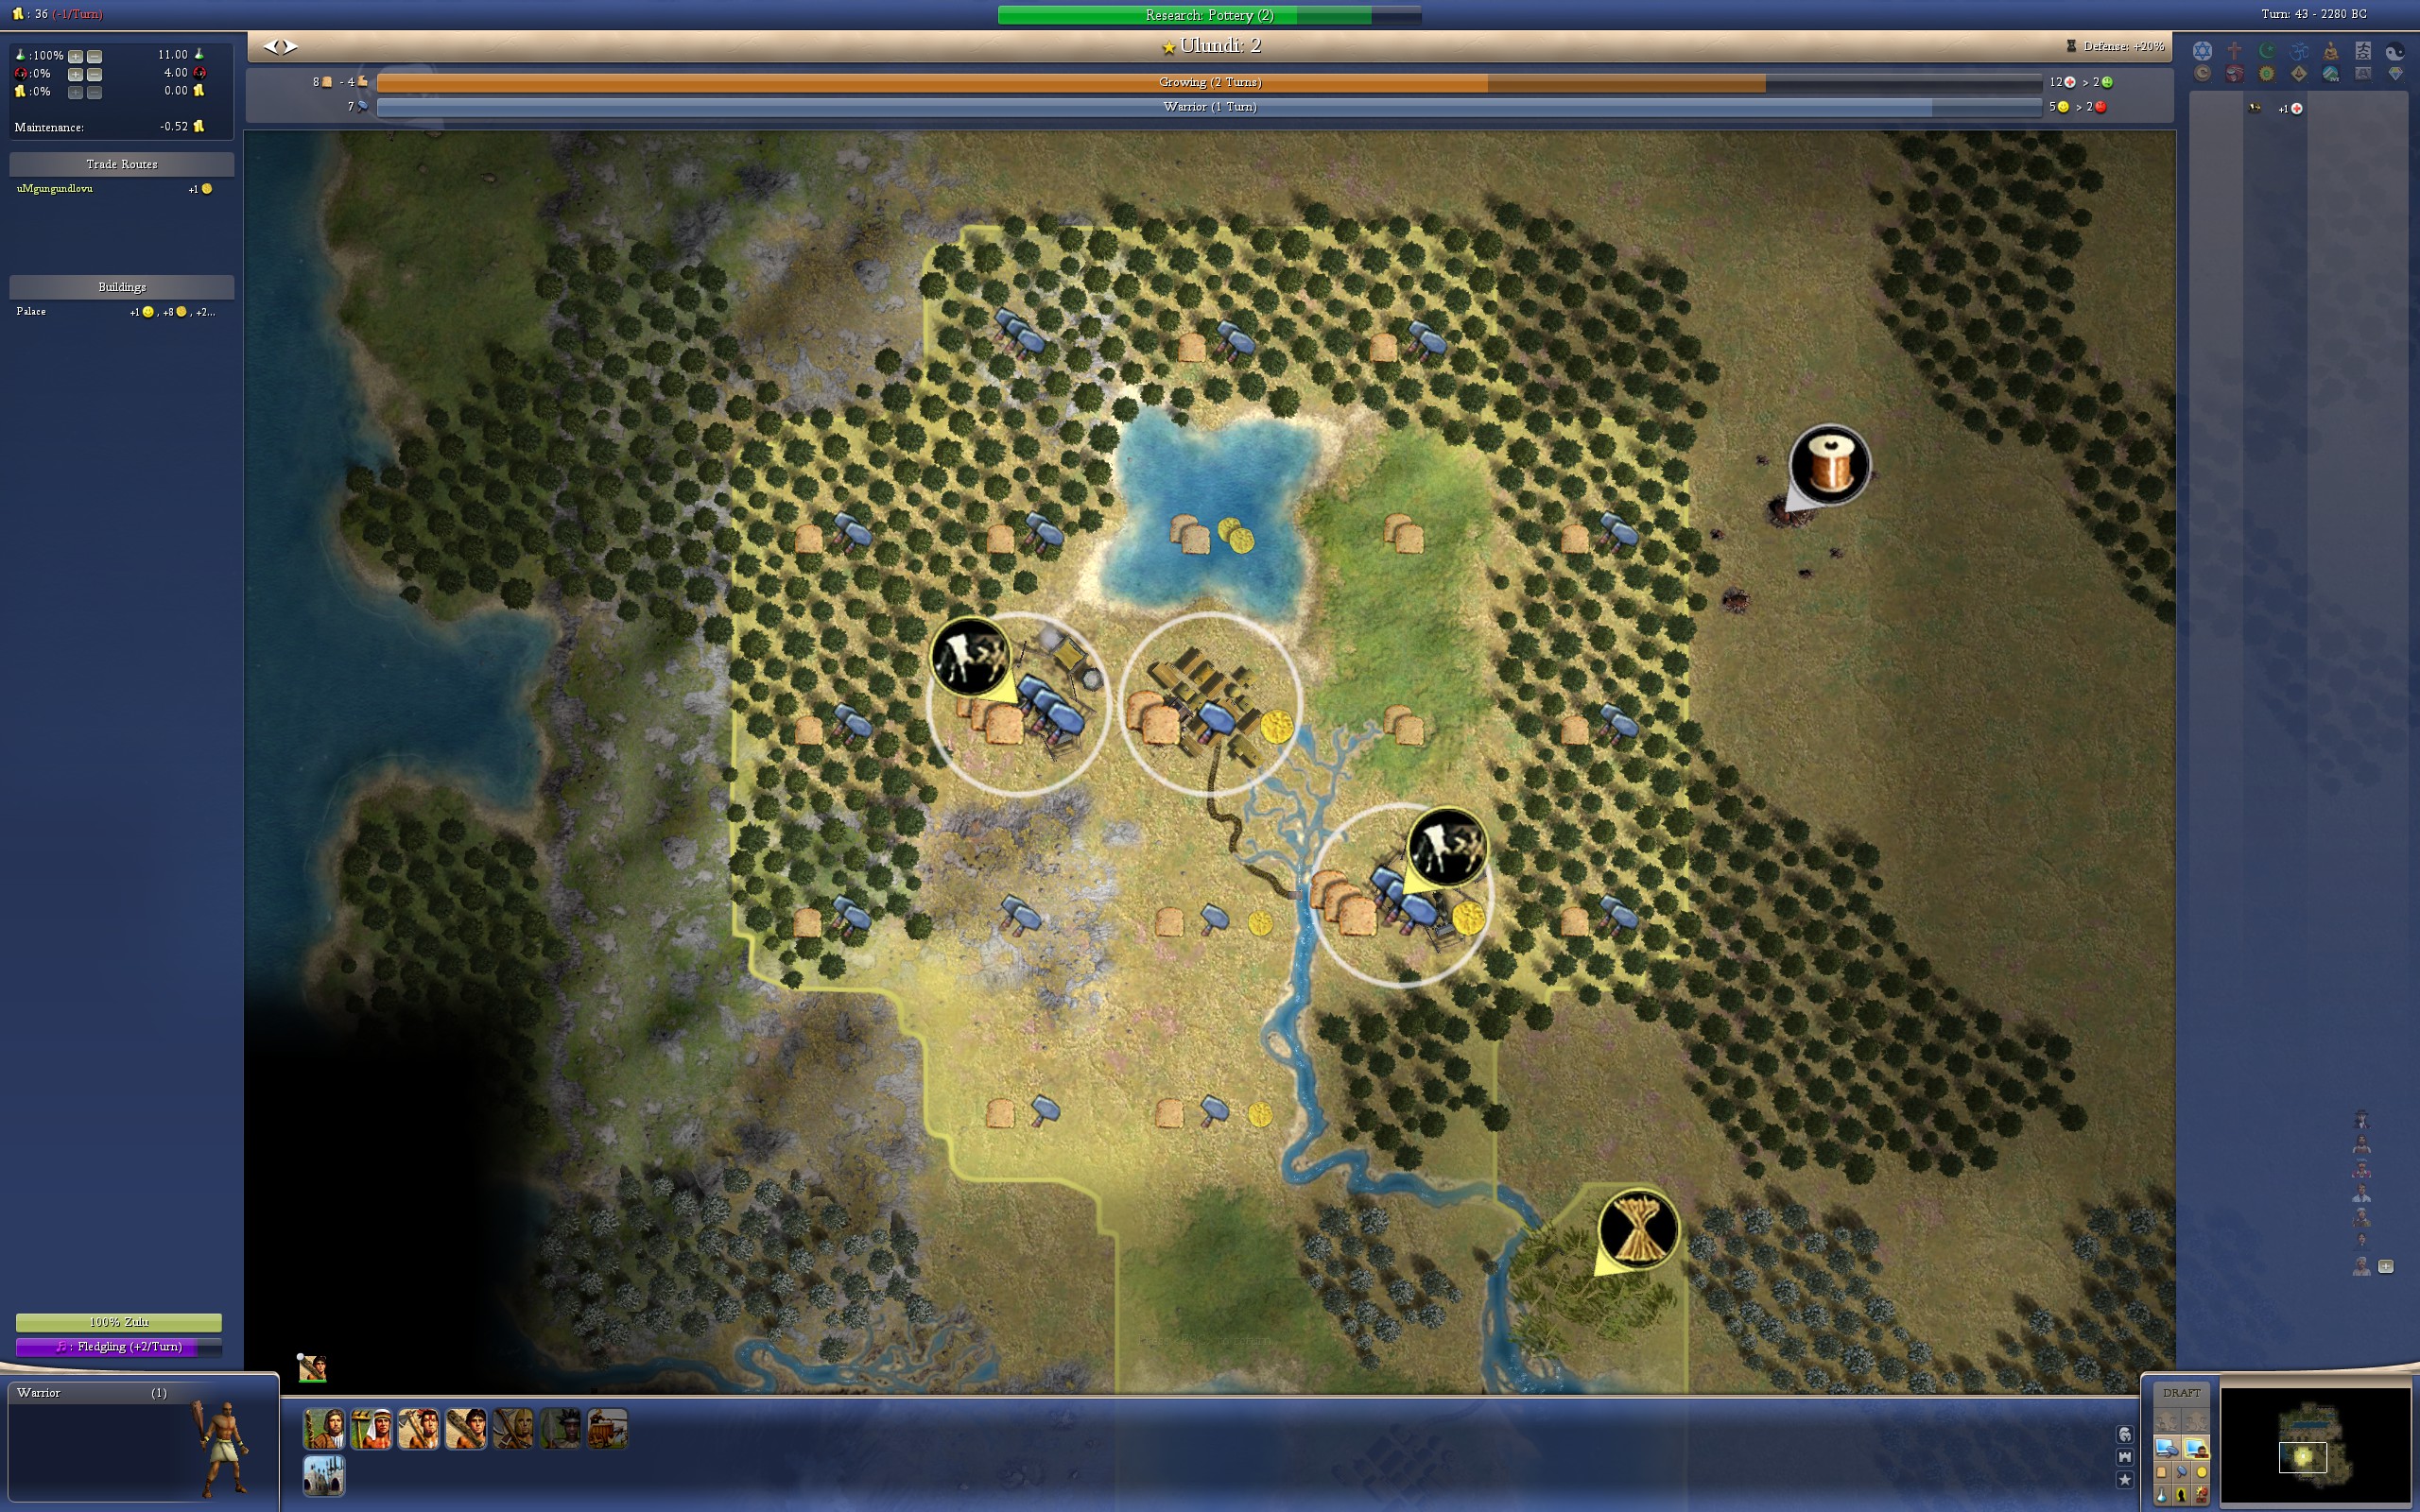 : 36 (-1/Turn)
Research: Pottery (2)
Turn: 43 - 2280 BC
:100%
11.00
:0%
4.00
:0%
0.00
Maintenance:
-0.52
Ulundi: 2
Defense: +20%
8 - 4
Growing (2 Turns)
12 > 2
7
Warrior (1 Turn)
5 > 2
+1
Trade Routes
uMgungundlovu
+1
Buildings
Palace
+1 , +8 , +2...
100% Zulu
: Fledgling (+2/Turn)
Warrior
(1)
DRAFT